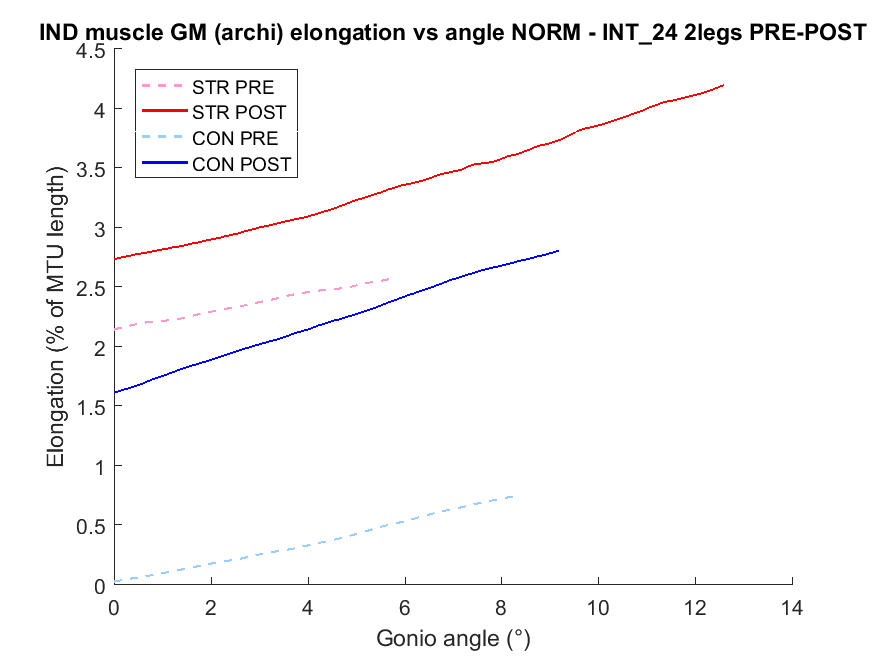 IND muscle GM (archi) elongation vs angle NORM - INT_24 2legs PRE-POST
4.5
4
3.5
3
2.5
2
1.5
1
0.5
0
Elongation (% of MTU length)
STR PRE
STR POST
CON PRE
CON POST
0 2 4 6 8 10 12 14
Gonio angle (°)